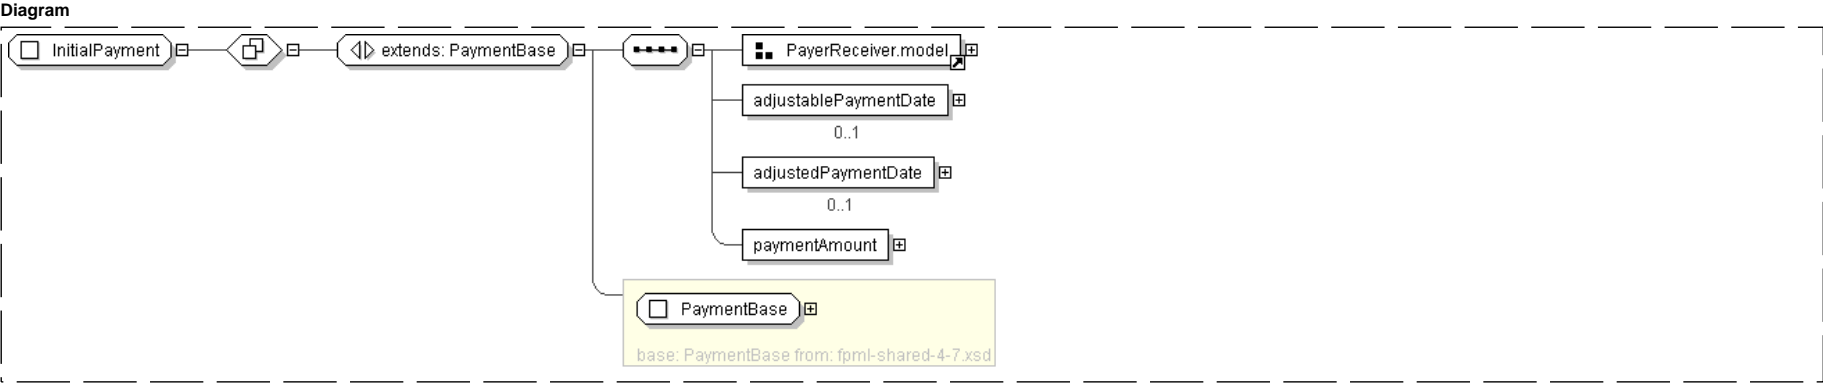 Diagram
InitialPayment
extends: PaymentBase
PayerReceiver.model
adjustablePaymentDate
0..1
adjustedPaymentDate
0..1
paymentAmount
PaymentBase
base: PaymentBase from: fpml-shared-4-7.xsd